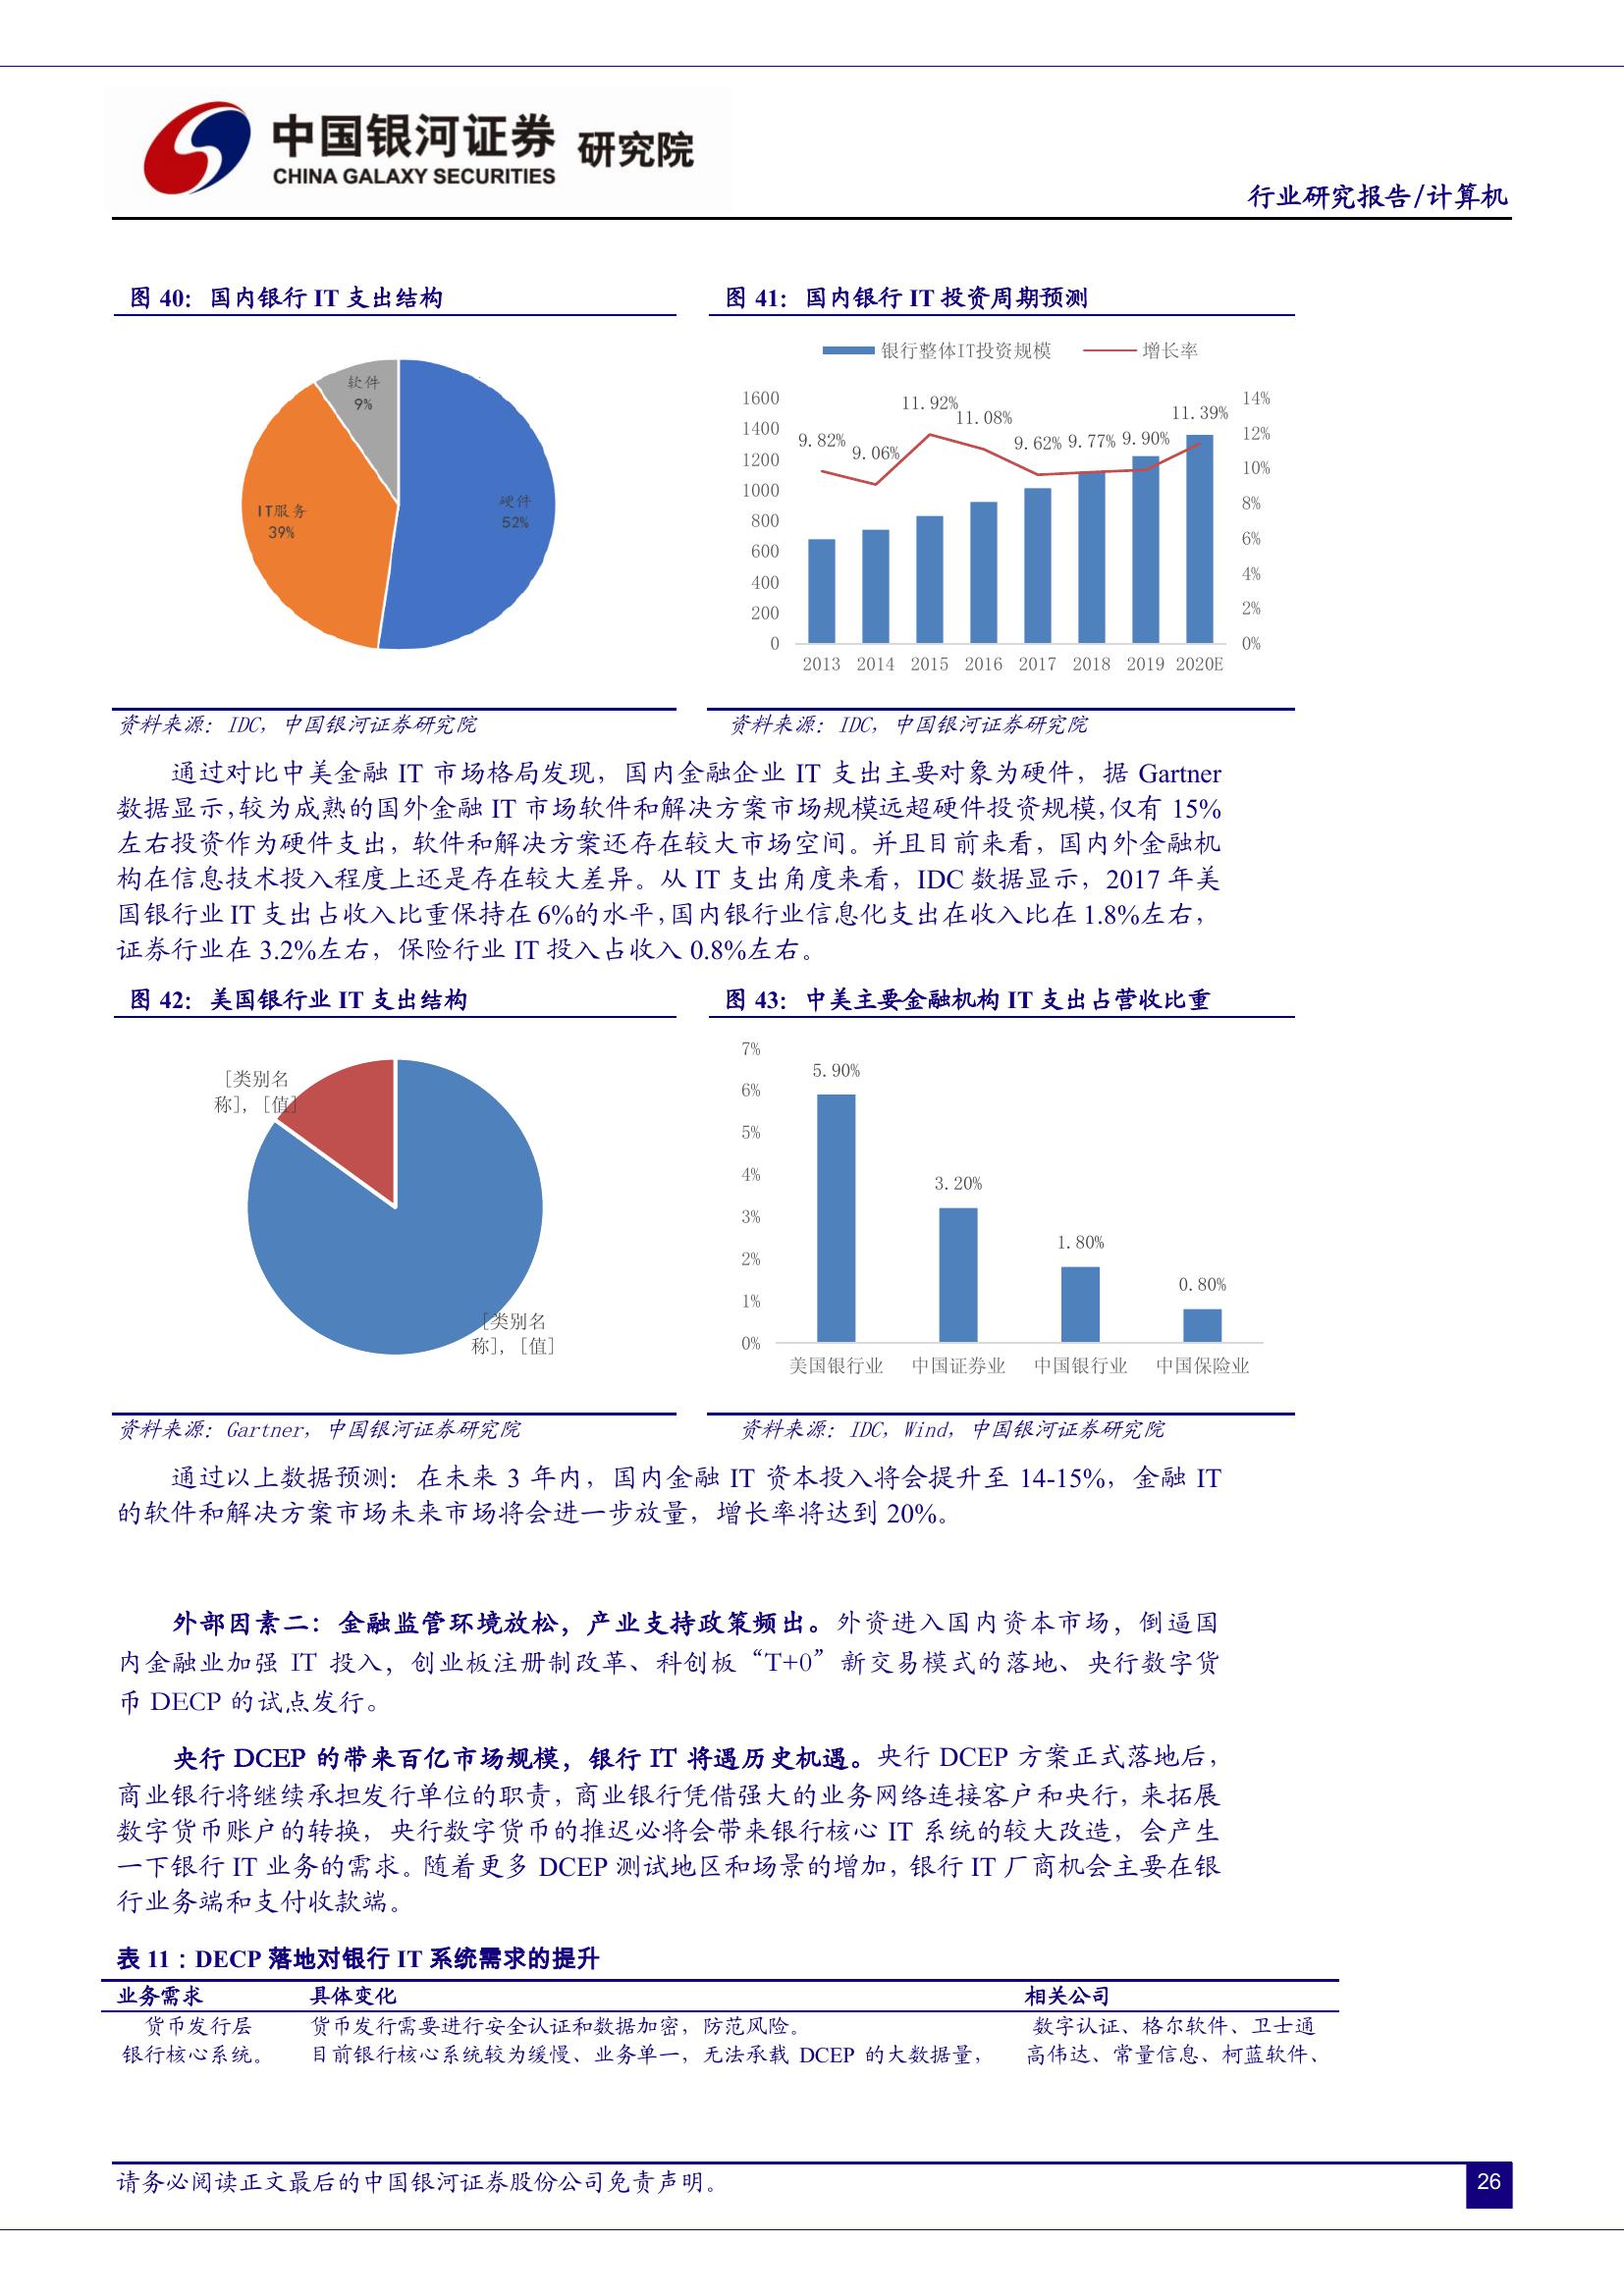 中国银河证券 研究院
CHINA GALAXY SECURITIES
行业研究报告/计算机
图 40：国内银行 IT 支出结构
软件
9%
IT服务
39%
硬件
52%
资料来源：IDC，中国银河证券研究院
图 41：国内银行 IT 投资周期预测
银行整体IT投资规模 增长率
1600
1400
1200
1000
800
600
400
200
0
9.82%
9.06%
11.92%
11.08%
9.62%
9.77%
9.90%
11.39%
14%
12%
10%
8%
6%
4%
2%
0%
2013 2014 2015 2016 2017 2018 2019 2020E
资料来源：IDC，中国银河证券研究院
通过对比中美金融 IT 市场格局发现，国内金融企业 IT 支出主要对象为硬件，据 Gartner
数据显示，较为成熟的国外金融 IT 市场软件和解决方案市场规模远超硬件投资规模，仅有 15%
左右投资作为硬件支出，软件和解决方案还存在较大市场空间。并且目前来看，国内外金融机
构在信息技术投入程度上还是存在较大差异。从 IT 支出角度来看，IDC 数据显示，2017 年美
国银行业 IT 支出占收入比重保持在 6%的水平，国内银行业信息化支出在收入比在 1.8%左右，
证券行业在 3.2%左右，保险行业 IT 投入占收入 0.8%左右。
图 42：美国银行业 IT 支出结构
[类别名
称], [值]
[类别名
称], [值]
资料来源：Gartner，中国银河证券研究院
图 43：中美主要金融机构 IT 支出占营收比重
7%
6%
5%
4%
3%
2%
1%
0%
5.90%
3.20%
1.80%
0.80%
美国银行业 中国证券业 中国银行业 中国保险业
资料来源：IDC，Wind，中国银河证券研究院
通过以上数据预测：在未来 3 年内，国内金融 IT 资本投入将会提升至 14-15%，金融 IT
的软件和解决方案市场未来市场将会进一步放量，增长率将达到 20%。
外部因素二：金融监管环境放松，产业支持政策频出。外资进入国内资本市场，倒逼国
内金融业加强 IT 投入，创业板注册制改革、科创板“T+0”新交易模式的落地、央行数字货
币 DECP 的试点发行。
央行 DCEP 的带来百亿市场规模，银行 IT 将遇历史机遇。央行 DCEP 方案正式落地后，
商业银行将继续承担发行单位的职责，商业银行凭借强大的业务网络连接客户和央行，来拓展
数字货币账户的转换，央行数字货币的推迟必将会带来银行核心 IT 系统的较大改造，会产生
一下银行 IT 业务的需求。随着更多 DCEP 测试地区和场景的增加，银行 IT 厂商机会主要在银
行业务端和支付收款端。
表 11：DECP 落地对银行 IT 系统需求的提升
业务需求 具体变化 相关公司
货币发行层 货币发行需要进行安全认证和数据加密，防范风险。 数字认证、格尔软件、卫士通
银行核心系统。 目前银行核心系统较为缓慢、业务单一，无法承载 DCEP 的大数据量， 高伟达、常量信息、柯蓝软件、
请务必阅读正文最后的中国银河证券股份公司免责声明。
26